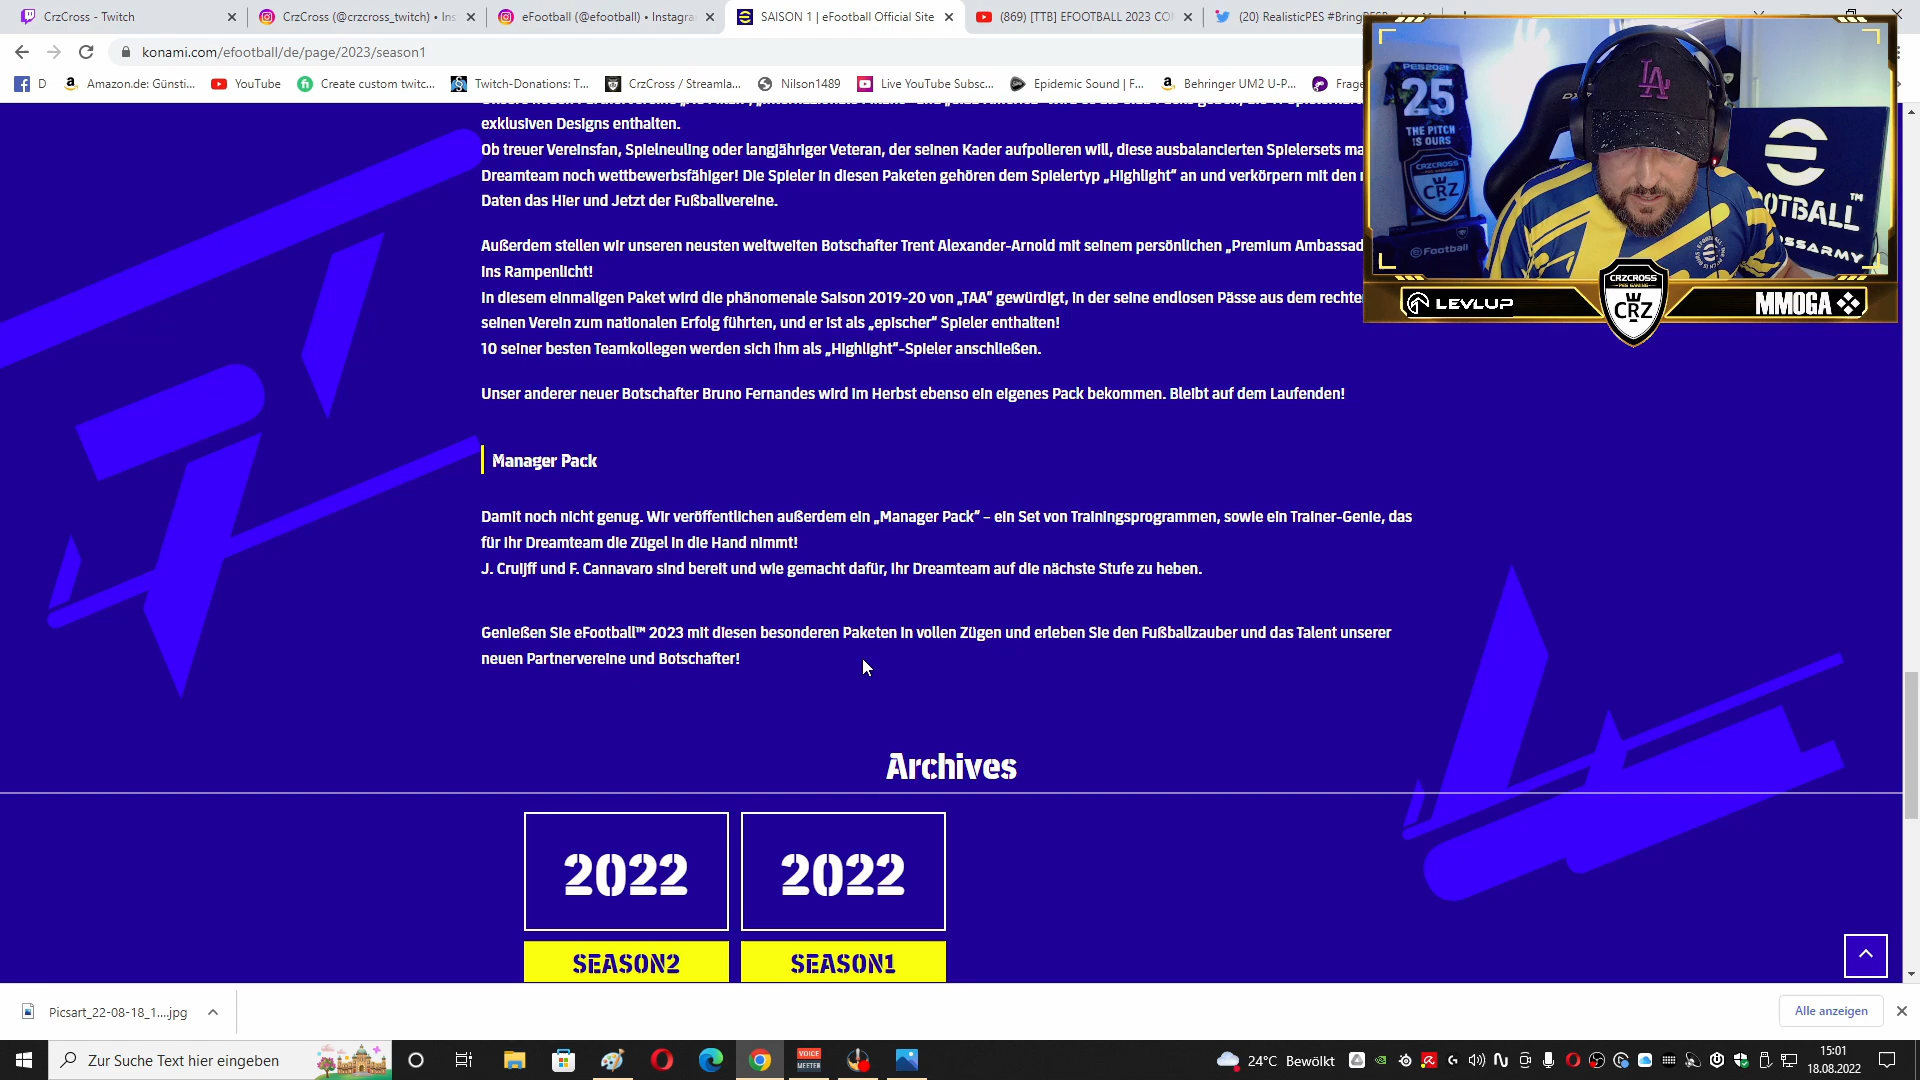 CrzCross - Twitch
CrzCross (@crzcross_twitch) • Ins
eFootball (@efootball) • Instagra
SAISON 1 | eFootball Official Site
(869) [TTB] EFOOTBALL 2023 CO
(20) RealisticPES
konami.com/efootball/de/page/2023/season1
D
Amazon.de: Günsti...
YouTube
Create custom twitc...
Twitch-Donations: T...
CrzCross / Streamla...
Nilson1489
Live YouTube Subsc...
Epidemic Sound | F...
Behringer UM2 U-P...
Frage
exklusiven Designs enthalten.
Ob treuer Vereinsfan, Spielneuling oder langjähriger Veteran, der seinen Kader aufpolieren will, diese ausbalancierten Spielersets ma
Dreamteam noch wettbewerbsfähiger! Die Spieler in diesen Paketen gehören dem Spielertyp „Highlight“ an und verkörpern mit den
Daten das Hier und Jetzt der Fußballvereine.
Außerdem stellen wir unseren neusten weltweiten Botschafter Trent Alexander-Arnold mit seinem persönlichen „Premium Ambassad
ins Rampenlicht!
In diesem einmaligen Paket wird die phänomenale Saison 2019-20 von „TAA“ gewürdigt, in der seine endlosen Pässe aus dem rechte
seinen Verein zum nationalen Erfolg führten, und er ist als „epischer“ Spieler enthalten!
10 seiner besten Teamkollegen werden sich ihm als „Highlight“-Spieler anschließen.
Unser anderer neuer Botschafter Bruno Fernandes wird im Herbst ebenso ein eigenes Pack bekommen. Bleibt auf dem Laufenden!
Manager Pack
Damit noch nicht genug. Wir veröffentlichen außerdem ein „Manager Pack“ – ein Set von Trainingsprogrammen, sowie ein Trainer-Genie, das
für Ihr Dreamteam die Zügel in die Hand nimmt!
J. Cruijff und F. Cannavaro sind bereit und wie gemacht dafür, Ihr Dreamteam auf die nächste Stufe zu heben.
Genießen Sie eFootball™ 2023 mit diesen besonderen Paketen in vollen Zügen und erleben Sie den Fußballzauber und das Talent unserer
neuen Partnervereine und Botschafter!
Archives
2022
2022
SEASON2
SEASON1
PES2021
25
THE PITCH
IS OURS
CRZCROSS
CRZ
eFootball
LA
OTBALL™
SSARMY
LEVLUP
CRZCROSS
PES GAMING
CRZ
MMOGA
Picsart_22-08-18_1....jpg
Alle anzeigen
Zur Suche Text hier eingeben
VOICE
MEETER
24°C Bewölkt
15:01
18.08.2022